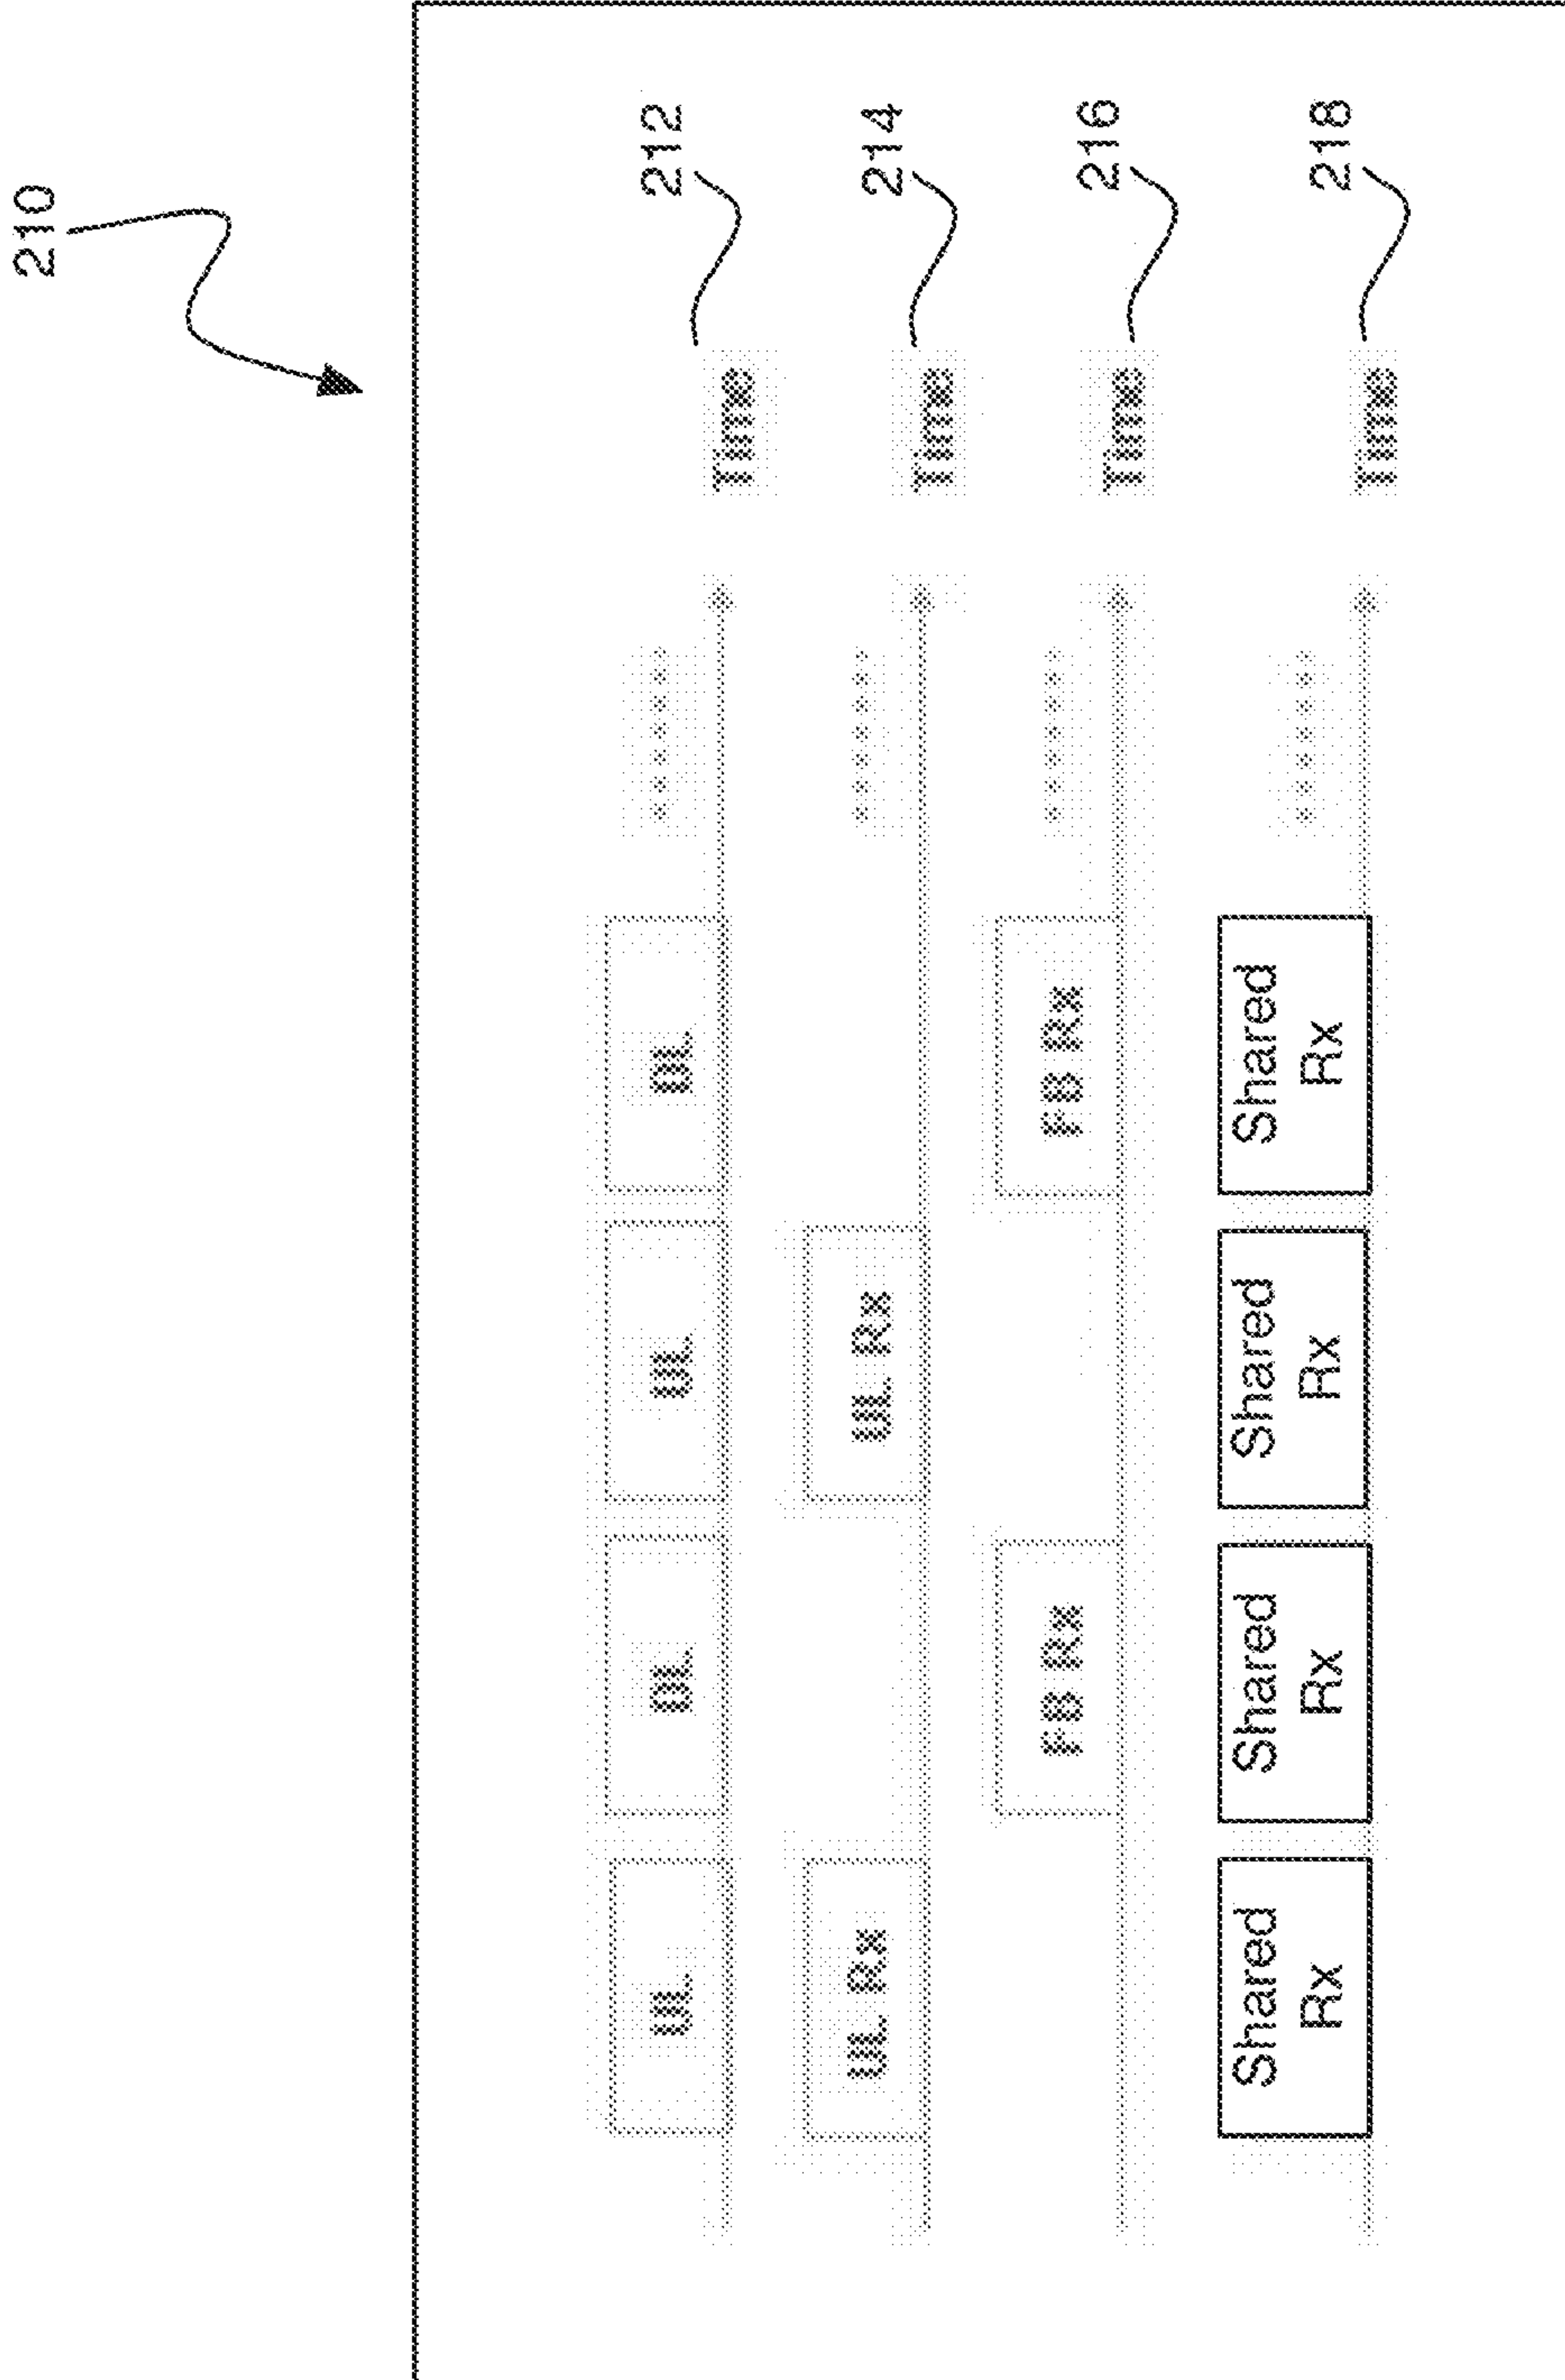 210
UL
DL
UL
DL
Time
212
UL Rx
UL Rx
Time
214
FB Rx
FB Rx
Time
216
Shared
Rx
Shared
Rx
Shared
Rx
Shared
Rx
Time
218